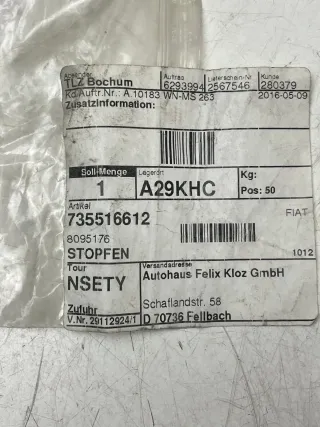 Absender Auftrag Lieferschein-Nr Kunde
TLZ Bochum 6293994 2567546 280379
Kd.Auftr.Nr.: A.10183 WN-MS 263 2016-05-09
Zusatzinformation:
Soll-Menge Lagerort Kg:
1 A29KHC Pos: 50
Artikel
735516612 FIAT
8095176
STOPFEN 1012
Tour Versandadresse
NSETY Autohaus Felix Kloz GmbH
Schaflandstr. 58
Zufuhr
V.Nr. 29112924/1 D 70736 Fellbach